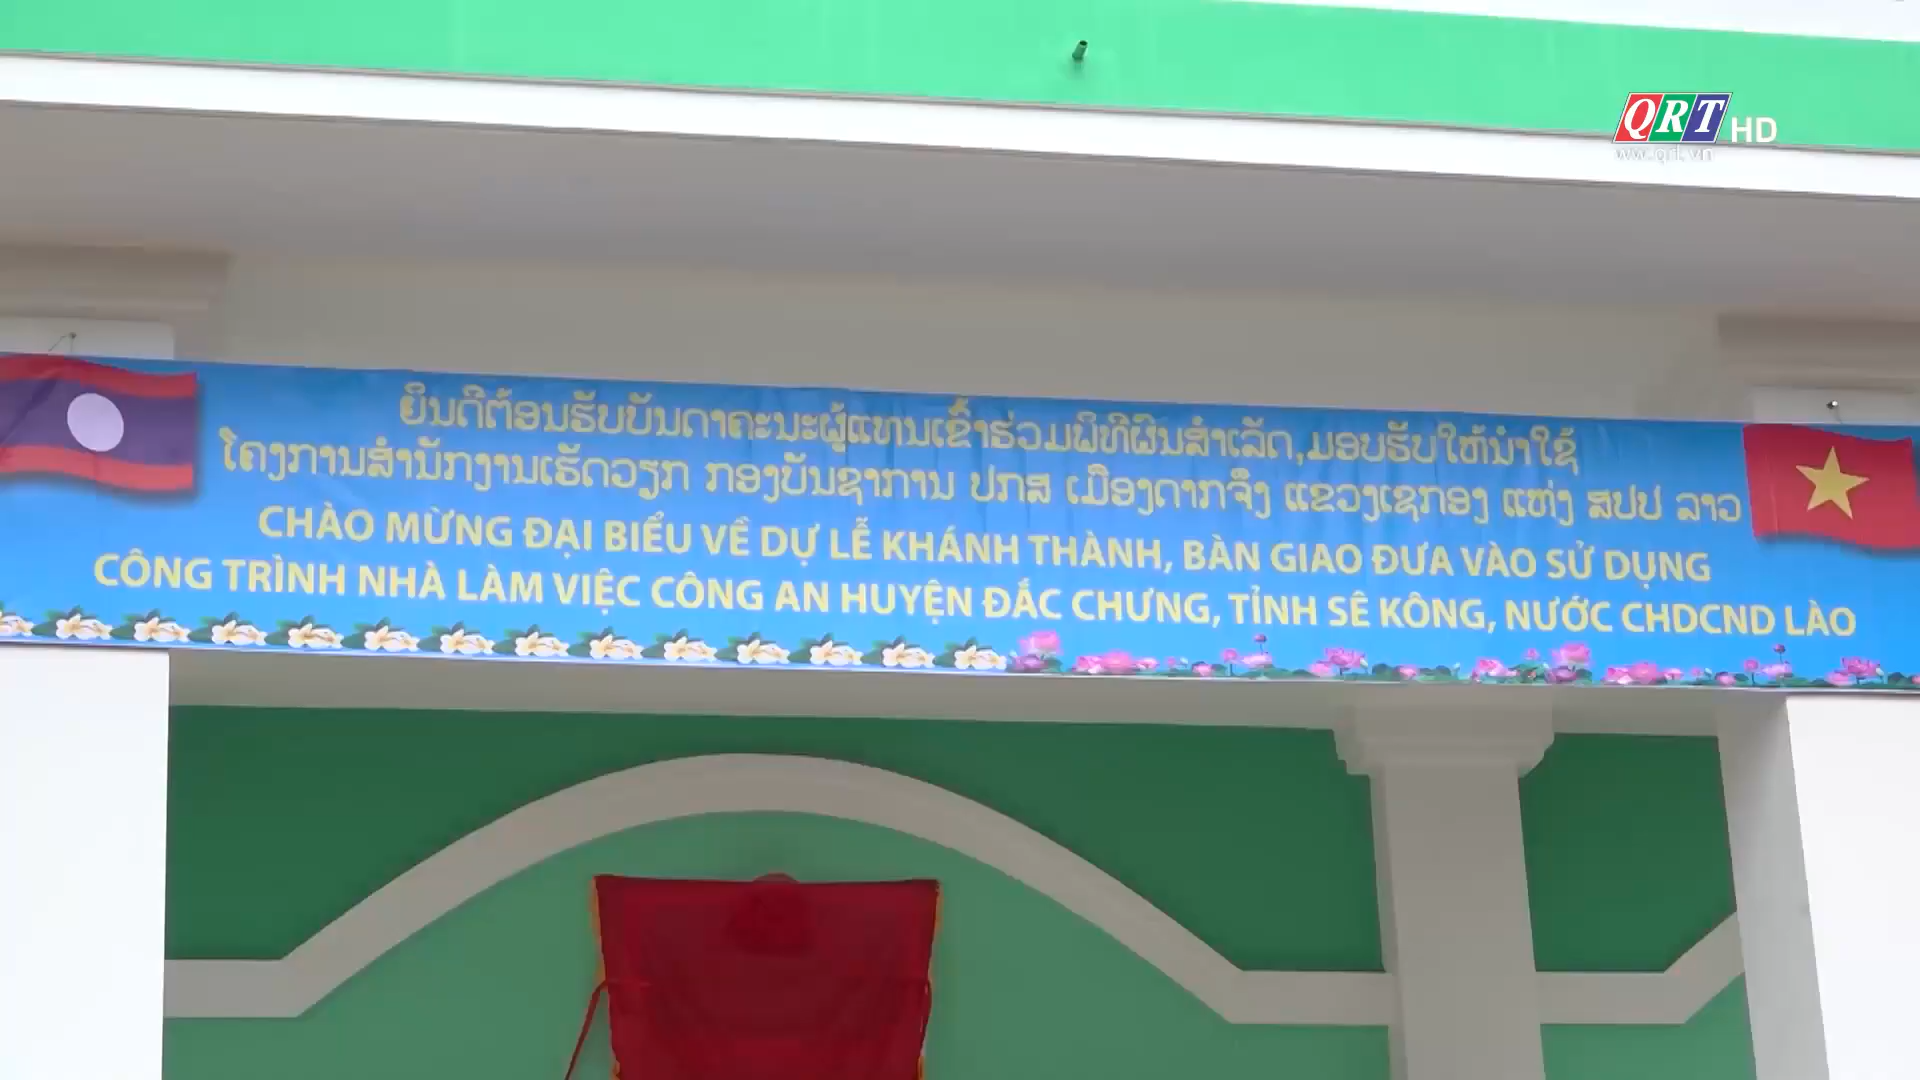 QRT HD
www.qrt.vn
ຍິນດີຕ້ອນຮັບບັນດາຄະນະຜູ້ແທນເຂົ້າຮ່ວມພິທີຜົນສຳເລັດ,ມອບຮັບໃຫ້ນຳໃຊ້
ໂຄງການສຳນັກງານເຮັດວຽກ ກອງບັນຊາການ ປກສ ເມືອງດາກຈຶງ ແຂວງເຊກອງ ແຫ່ງ ສປປ ລາວ
CHÀO MỪNG ĐẠI BIỂU VỀ DỰ LỄ KHÁNH THÀNH, BÀN GIAO ĐƯA VÀO SỬ DỤNG
CÔNG TRÌNH NHÀ LÀM VIỆC CÔNG AN HUYỆN ĐẮC CHƯNG, TỈNH SÊ KÔNG, NƯỚC CHDCND LÀO